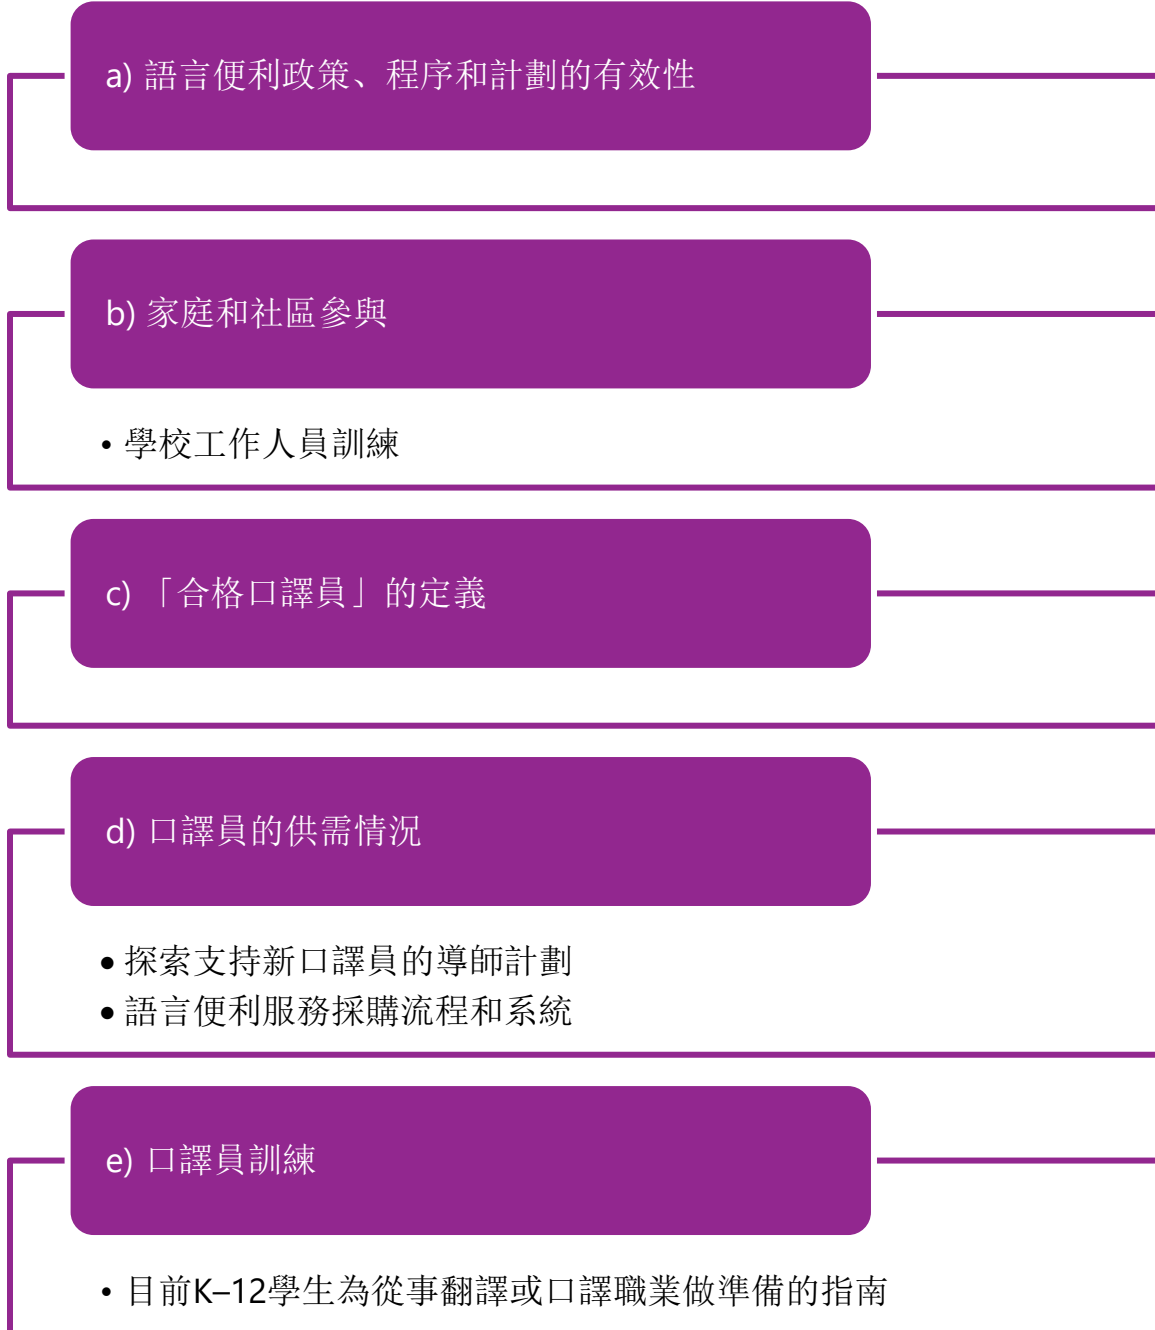 a) 語言便利政策、程序和計劃的有效性
b) 家庭和社區參與
• 學校工作人員訓練
c) 「合格口譯員」的定義
d) 口譯員的供需情況
• 探索支持新口譯員的導師計劃
• 語言便利服務採購流程和系統
e) 口譯員訓練
• 目前K–12學生為從事翻譯或口譯職業做準備的指南